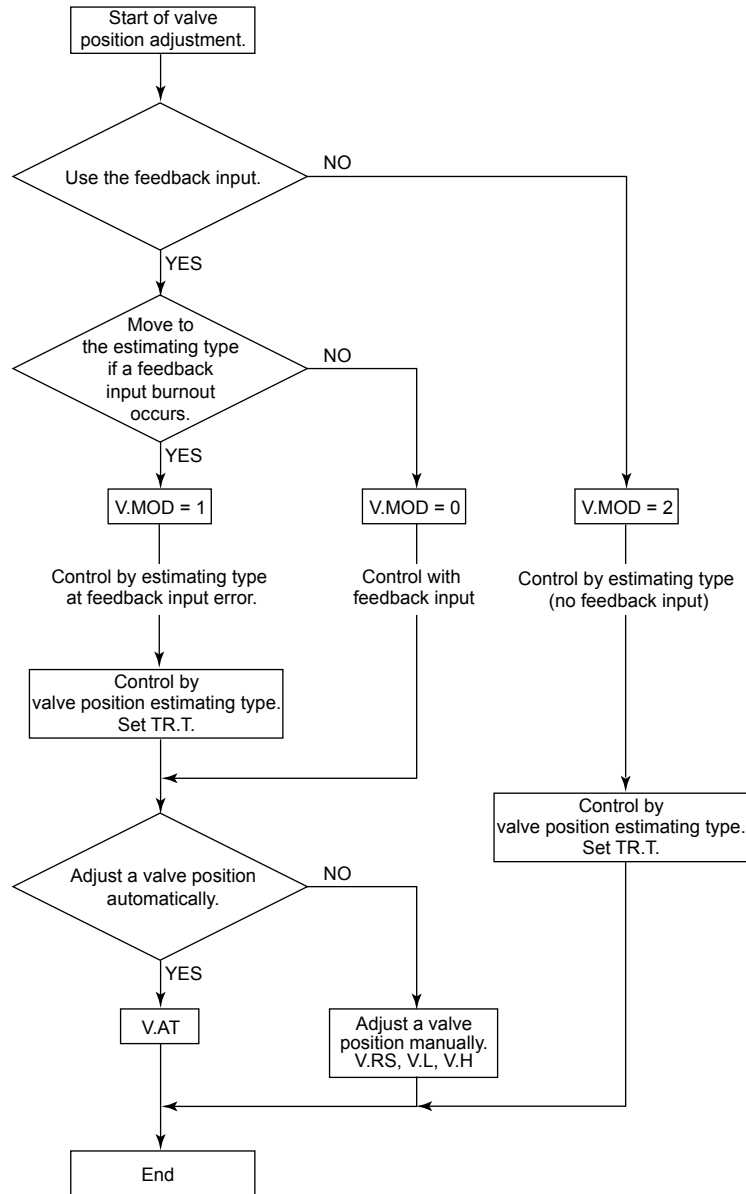 Start of valve
position adjustment.
Use the feedback input.
NO
YES
Move to
the estimating type
if a feedback
input burnout
occurs.
NO
YES
V.MOD = 1
V.MOD = 0
V.MOD = 2
Control by estimating type
at feedback input error.
Control with
feedback input
Control by estimating type
(no feedback input)
Control by
valve position estimating type.
Set TR.T.
Control by
valve position estimating type.
Set TR.T.
Adjust a valve position
automatically.
NO
YES
V.AT
Adjust a valve
position manually.
V.RS, V.L, V.H
End